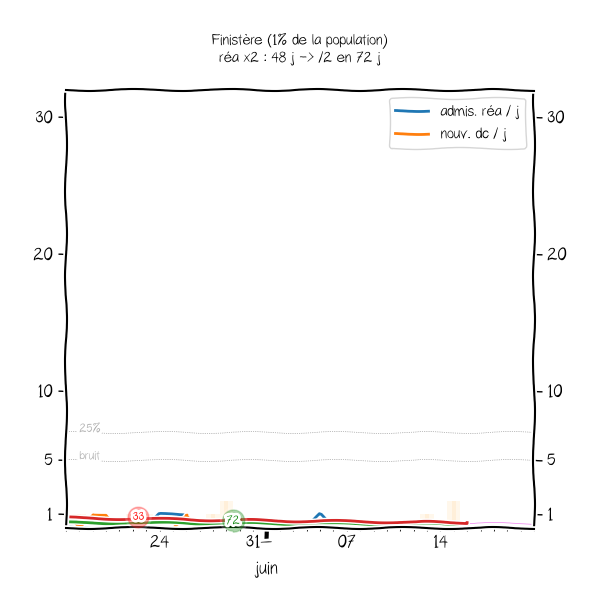 Finistère (1% de la population)
réa x2 : 48 j -> /2 en 72 j
admis. réa / j
nouv. dc / j
30 30
20 20
10 10
25%
5 bruit 5
1 33 72 1
24 31 07 14
juin